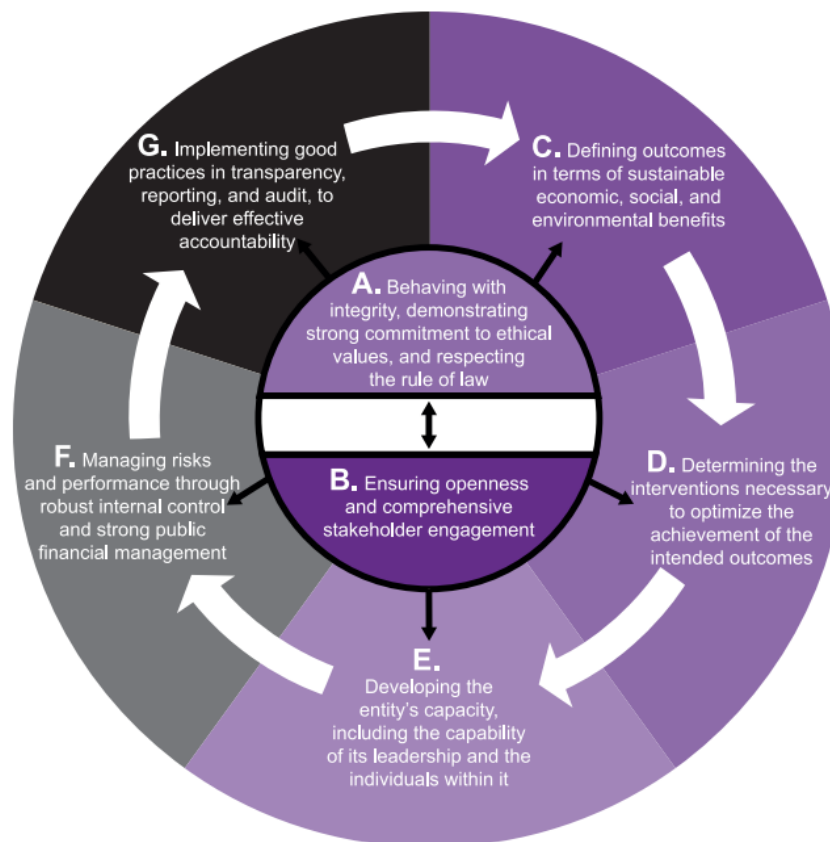 G. Implementing good
practices in transparency,
reporting, and audit, to
deliver effective
accountability
C. Defining outcomes
in terms of sustainable
economic, social, and
environmental benefits
A. Behaving with
integrity, demonstrating
strong commitment to ethical
values, and respecting
the rule of law
B. Ensuring openness
and comprehensive
stakeholder engagement
F. Managing risks
and performance through
robust internal control
and strong public
financial management
D. Determining the
interventions necessary
to optimize the
achievement of the
intended outcomes
E.
Developing the
entity's capacity,
including the capability
of its leadership and the
individuals within it